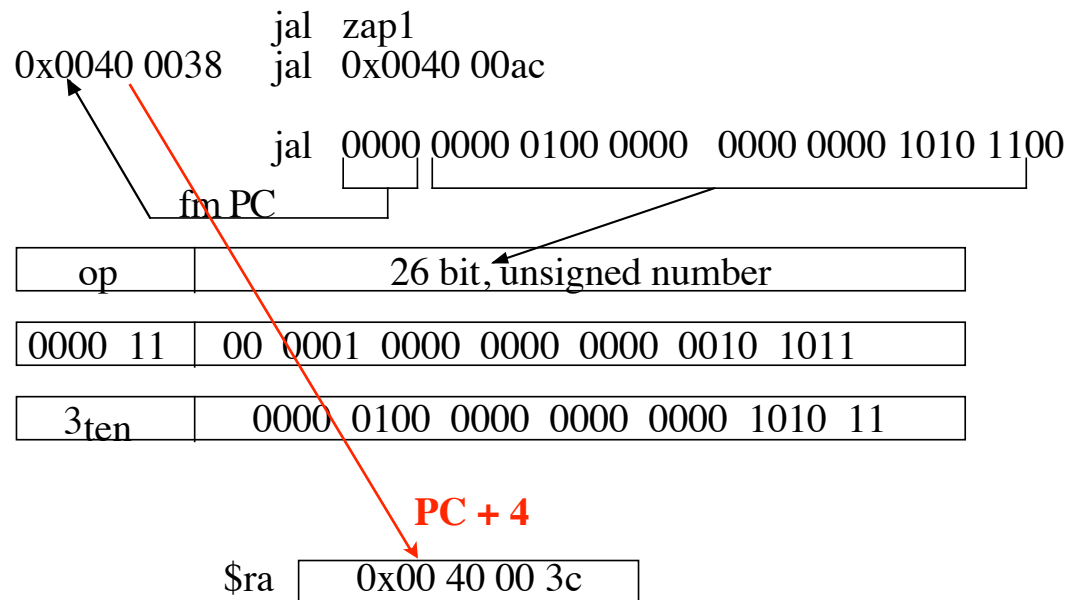 jal zap1
0x0040 0038 jal 0x0040 00ac
jal 0000 0000 0100 0000 0000 0000 1010 1100
fm PC
op 26 bit, unsigned number
0000 11 00 0001 0000 0000 0000 0010 1011
3ten 0000 0100 0000 0000 0000 1010 11
PC + 4
$ra 0x00 40 00 3c